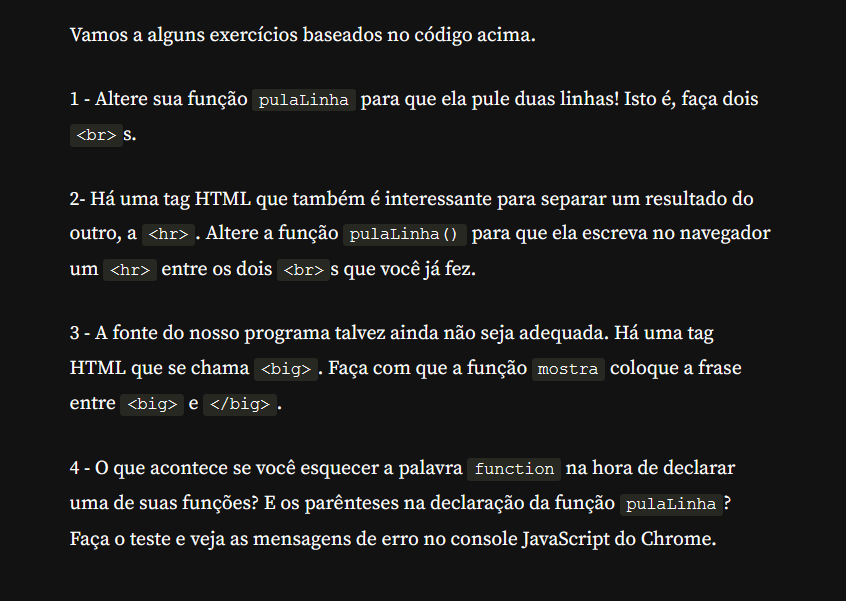 Vamos a alguns exercícios baseados no código acima.
1 - Altere sua função pulaLinha para que ela pule duas linhas! Isto é, faça dois
<br>s.
2- Há uma tag HTML que também é interessante para separar um resultado do
outro, a <hr>. Altere a função pulaLinha() para que ela escreva no navegador
um <hr> entre os dois <br>s que você já fez.
3 - A fonte do nosso programa talvez ainda não seja adequada. Há uma tag
HTML que se chama <big>. Faça com que a função mostra coloque a frase
entre <big> e </big>.
4 - O que acontece se você esquecer a palavra function na hora de declarar
uma de suas funções? E os parênteses na declaração da função pulaLinha?
Faça o teste e veja as mensagens de erro no console JavaScript do Chrome.